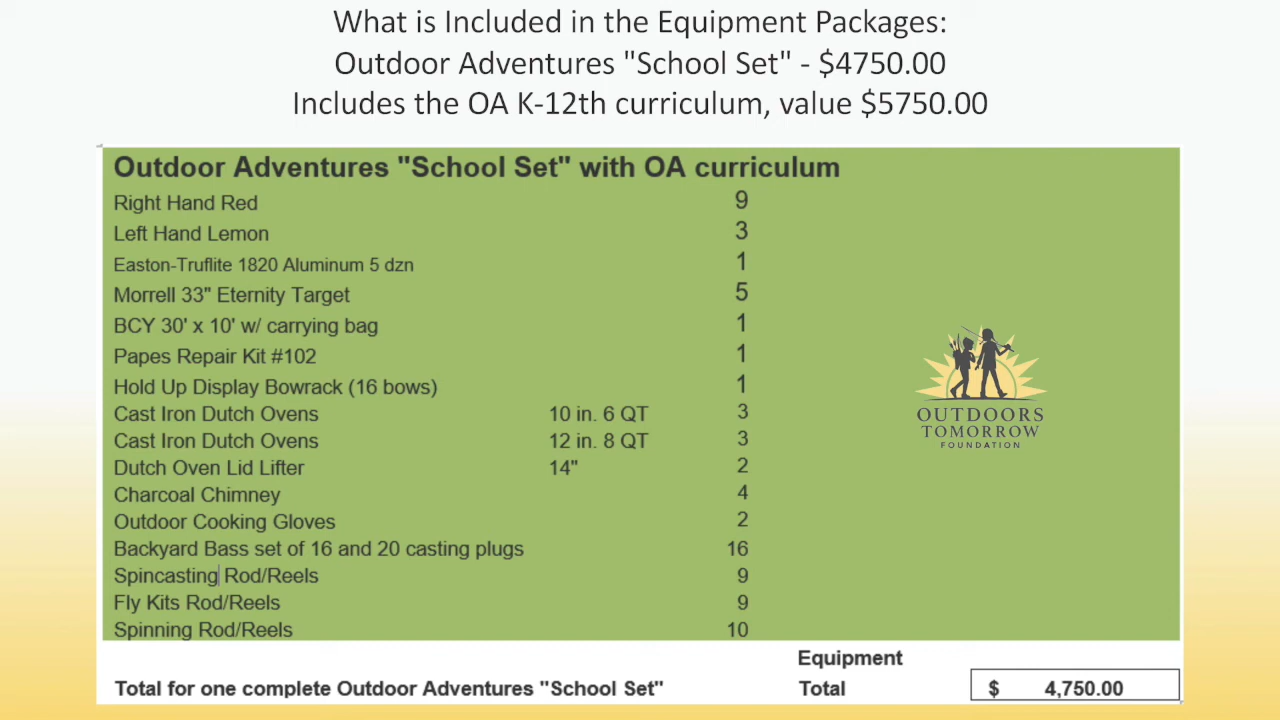 What is Included in the Equipment Packages:
Outdoor Adventures "School Set" - $4750.00
Includes the OA K-12th curriculum, value $5750.00
Outdoor Adventures "School Set" with OA curriculum
Right Hand Red 9
Left Hand Lemon 3
Easton-Truflite 1820 Aluminum 5 dzn 1
Morrell 33" Eternity Target 5
BCY 30' x 10' w/ carrying bag 1
Papes Repair Kit #102 1
Hold Up Display Bowrack (16 bows) 1
Cast Iron Dutch Ovens 10 in. 6 QT 3
Cast Iron Dutch Ovens 12 in. 8 QT 3
Dutch Oven Lid Lifter 14" 2
Charcoal Chimney 4
Outdoor Cooking Gloves 2
Backyard Bass set of 16 and 20 casting plugs 16
Spincasting Rod/Reels 9
Fly Kits Rod/Reels 9
Spinning Rod/Reels 10
OUTDOORS
TOMORROW
FOUNDATION
Equipment
Total for one complete Outdoor Adventures "School Set" Total $ 4,750.00